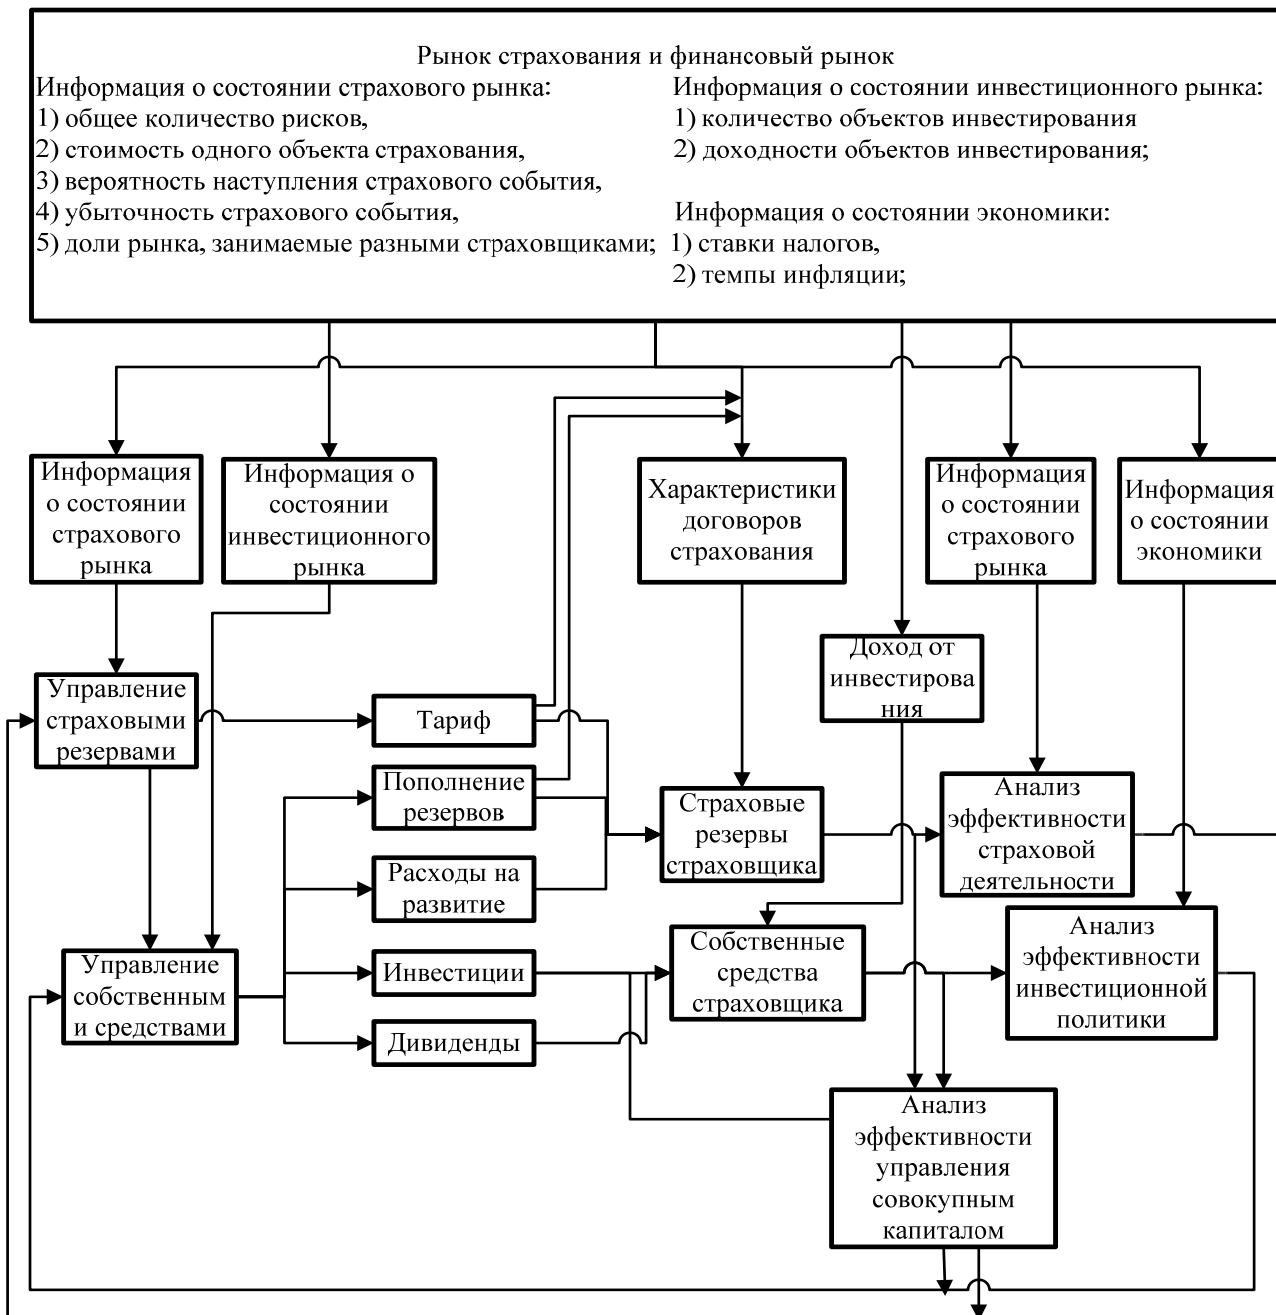 Рынок страхования и финансовый рынок
Информация о состоянии страхового рынка:
1) общее количество рисков,
2) стоимость одного объекта страхования,
3) вероятность наступления страхового события,
4) убыточность страхового события,
5) доли рынка, занимаемые разными страховщиками;
Информация о состоянии инвестиционного рынка:
1) количество объектов инвестирования
2) доходности объектов инвестирования;
Информация о состоянии экономики:
1) ставки налогов,
2) темпы инфляции;
Информация
о состоянии
страхового
рынка
Информация о
состоянии
инвестиционного
рынка
Характеристики
договоров
страхования
Информация
о состоянии
страхового
рынка
Информация
о состоянии
экономики
Доход от
инвестирова
ния
Управление
страховыми
резервами
Тариф
Пополнение
резервов
Расходы на
развитие
Инвестиции
Дивиденды
Страховые
резервы
страховщика
Анализ
эффективности
страховой
деятельности
Управление
собственным
и средствами
Собственные
средства
страховщика
Анализ
эффективности
инвестиционной
политики
Анализ
эффективности
управления
совокупным
капиталом